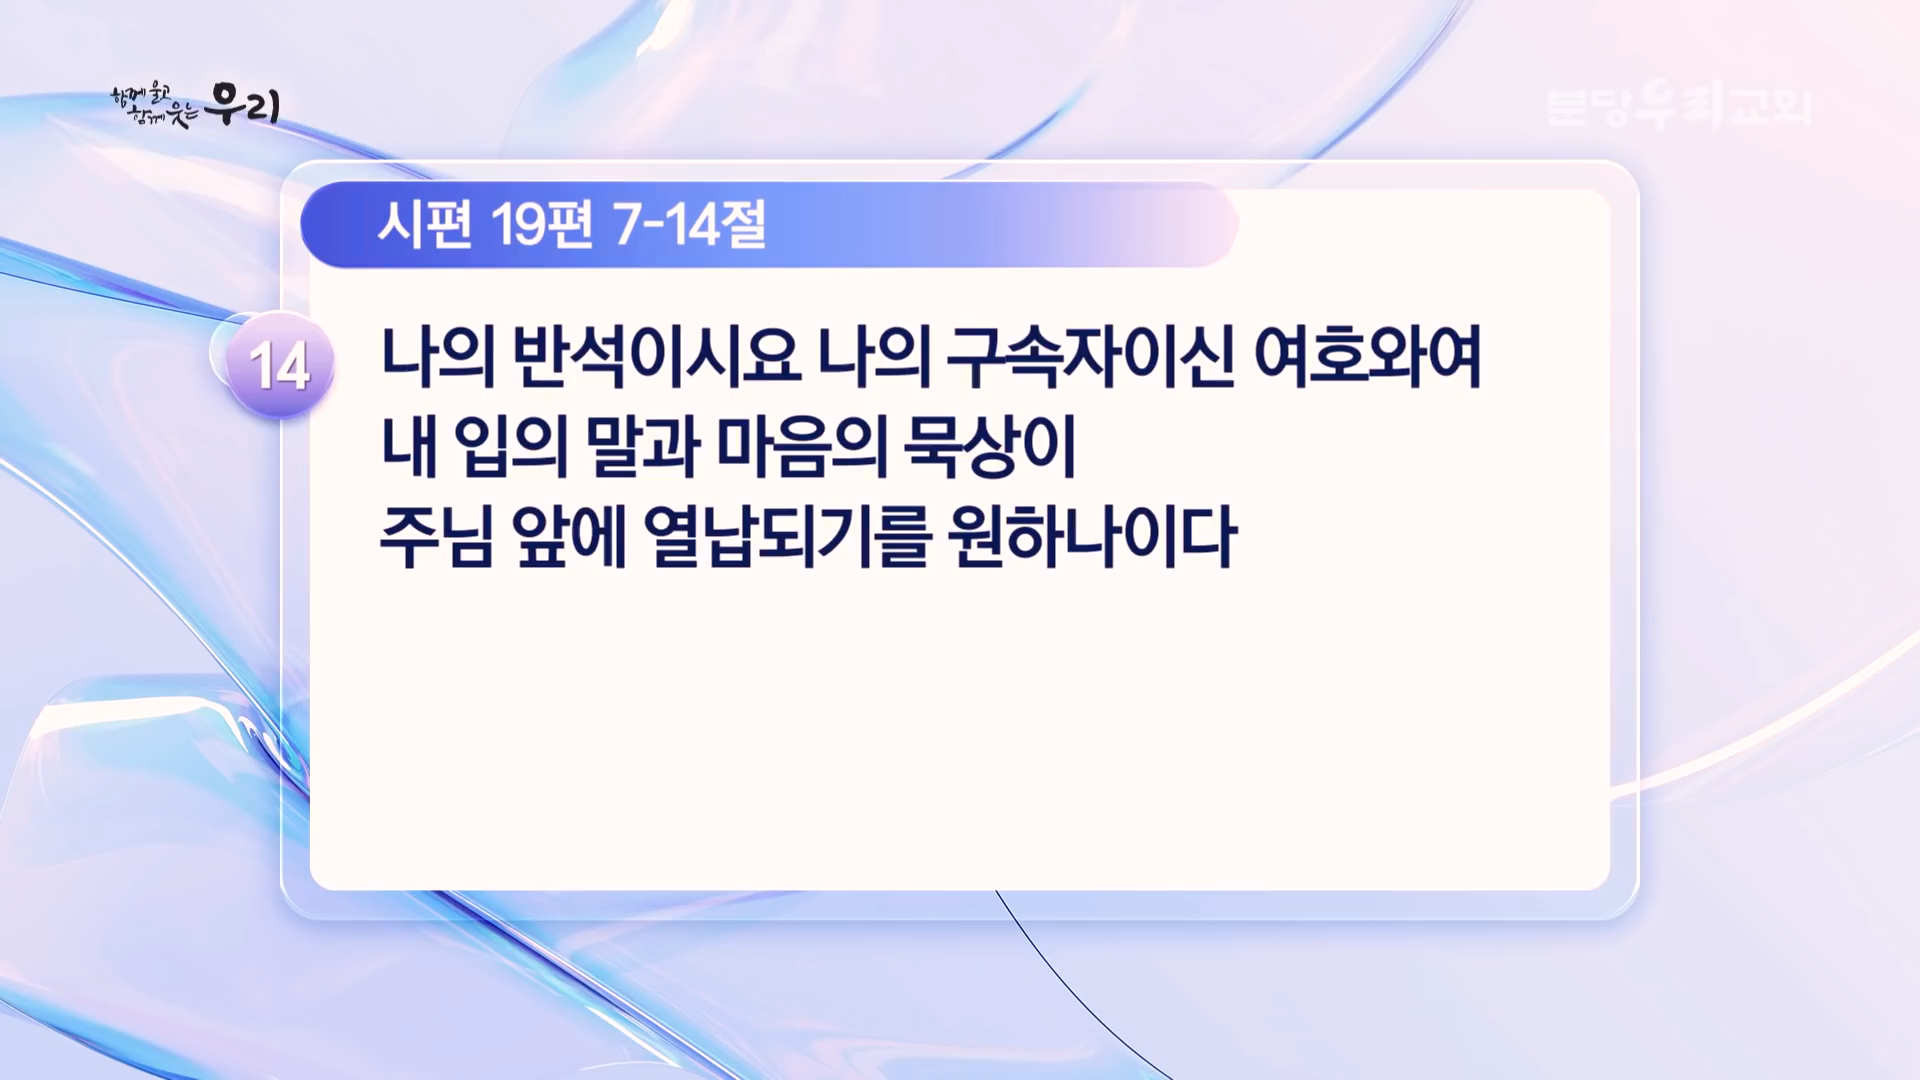 함께 울고
함께 웃는 우리
분당우리교회
시편 19편 7-14절
14
나의 반석이시요 나의 구속자이신 여호와여
내 입의 말과 마음의 묵상이
주님 앞에 열납되기를 원하나이다